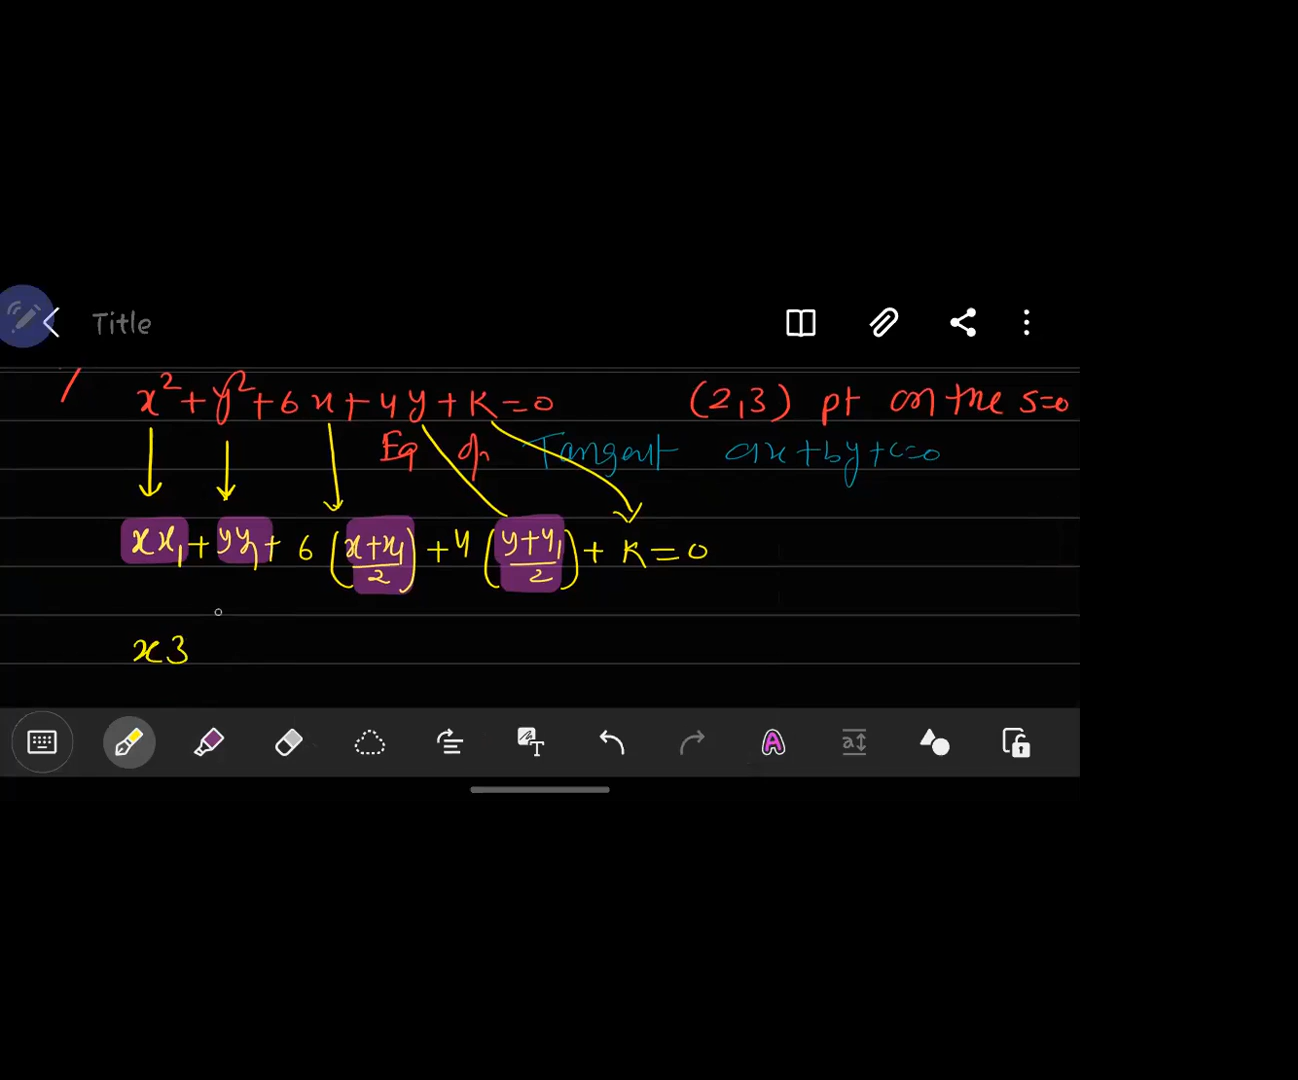 Title
x²+y²+6x+4y+K=0 (2,3) pt on the S=0
Eq of Tangent ax+by+c=0
xx₁+yy₁+6(x+x₁/2)+4(y+y₁/2)+K=0
x3